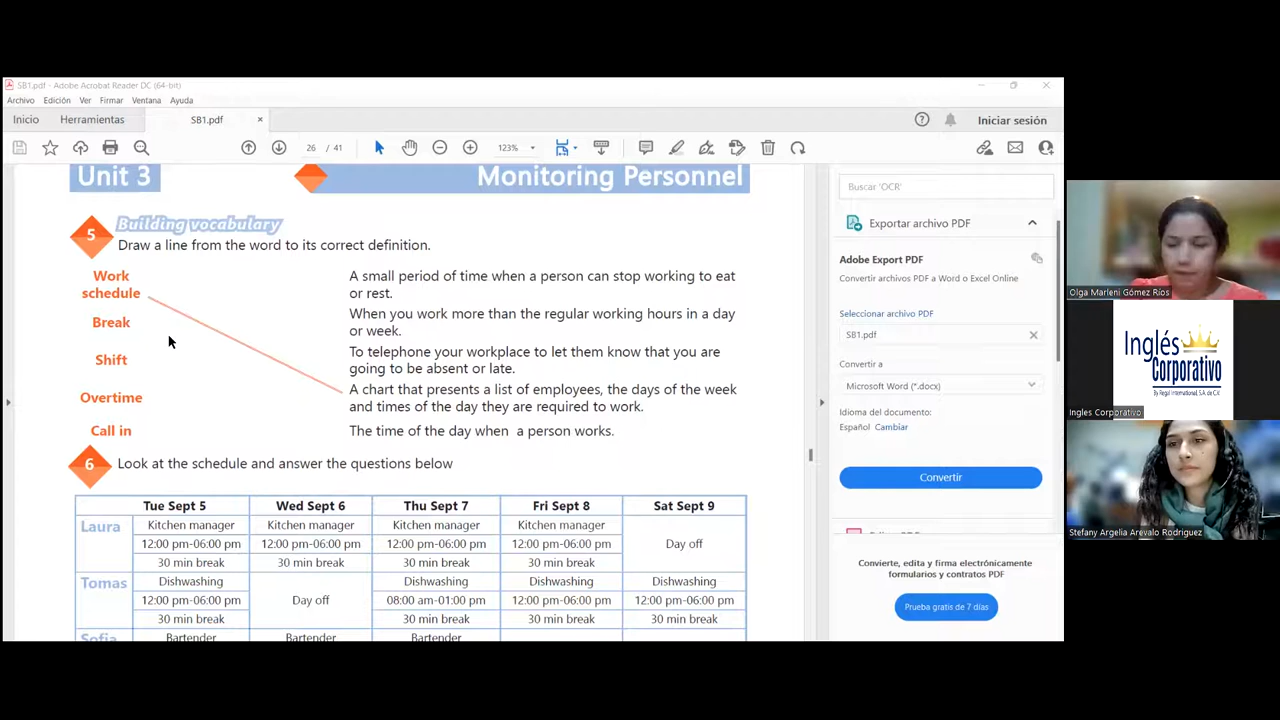 SB1.pdf - Adobe Acrobat Reader DC (64-bit)
Archivo Edición Ver Firmar Ventana Ayuda
Inicio Herramientas SB1.pdf × Iniciar sesión
26 / 41 123%
Unit 3 Monitoring Personnel
5 Building vocabulary
Draw a line from the word to its correct definition.
Work schedule
Break
Shift
Overtime
Call in
A small period of time when a person can stop working to eat
or rest.
When you work more than the regular working hours in a day
or week.
To telephone your workplace to let them know that you are
going to be absent or late.
A chart that presents a list of employees, the days of the week
and times of the day they are required to work.
The time of the day when a person works.
6 Look at the schedule and answer the questions below
Tue Sept 5 Wed Sept 6 Thu Sept 7 Fri Sept 8 Sat Sept 9
Laura Kitchen manager Kitchen manager Kitchen manager Kitchen manager
12:00 pm-06:00 pm 12:00 pm-06:00 pm 12:00 pm-06:00 pm 12:00 pm-06:00 pm Day off
30 min break 30 min break 30 min break 30 min break
Tomas Dishwashing Dishwashing Dishwashing Dishwashing
12:00 pm-06:00 pm Day off 08:00 am-01:00 pm 12:00 pm-06:00 pm 12:00 pm-06:00 pm
30 min break 30 min break 30 min break 30 min break
Sofia Bartender Bartender Bartender
Buscar 'OCR'
Exportar archivo PDF
Adobe Export PDF
Convertir archivos PDF a Word o Excel Online
Seleccionar archivo PDF
SB1.pdf
Convertir a
Microsoft Word (*.docx)
Idioma del documento:
Español Cambiar
Convertir
Convierte, edita y firma electrónicamente
formularios y contratos PDF
Prueba gratis de 7 días
Olga Marleni Gómez Ríos
Inglés
Corporativo
By Regal International, S.A. de C.V.
Ingles Corporativo
Stefany Argelia Arevalo Rodriguez